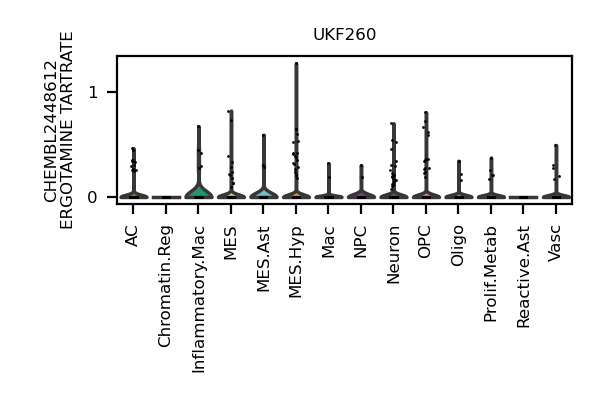 UKF260
CHEMBL2448612
ERGOTAMINE TARTRATE
1
0
AC
Chromatin.Reg
Inflammatory.Mac
MES
MES.Ast
MES.Hyp
Mac
NPC
Neuron
OPC
Oligo
Prolif.Metab
Reactive.Ast
Vasc